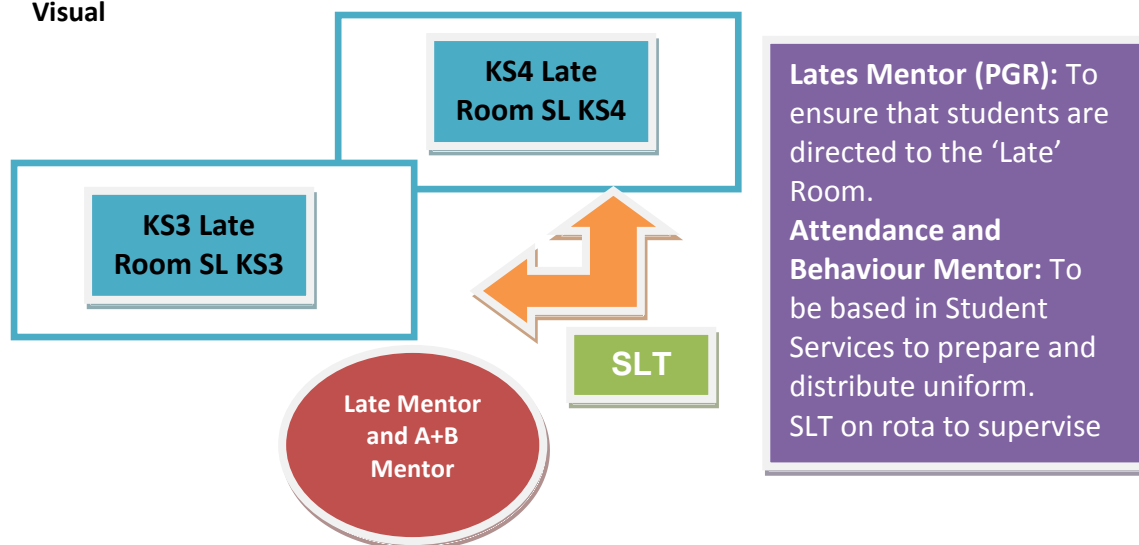 Visual
KS4 Late
Room SL KS4
KS3 Late
Room SL KS3
SLT
Late Mentor
and A+B
Mentor
Lates Mentor (PGR): To
ensure that students are
directed to the ‘Late’
Room.
Attendance and
Behaviour Mentor: To
be based in Student
Services to prepare and
distribute uniform.
SLT on rota to supervise